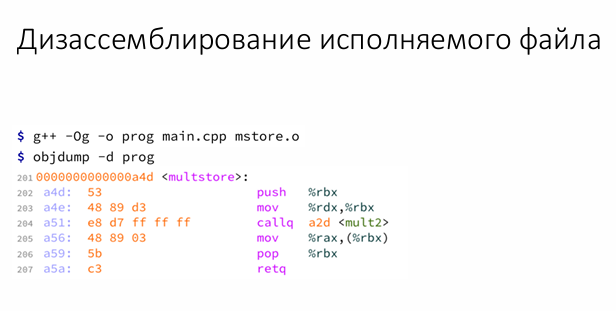 Дизассемблирование исполняемого файла
$ g++ -Og -o prog main.cpp mstore.o
$ objdump -d prog
201 0000000000000a4d <multstore>:
202 a4d: 53 push %rbx
203 a4e: 48 89 d3 mov %rdx,%rbx
204 a51: e8 d7 ff ff ff callq a2d <mult2>
205 a56: 48 89 03 mov %rax,(%rbx)
206 a59: 5b pop %rbx
207 a5a: c3 retq